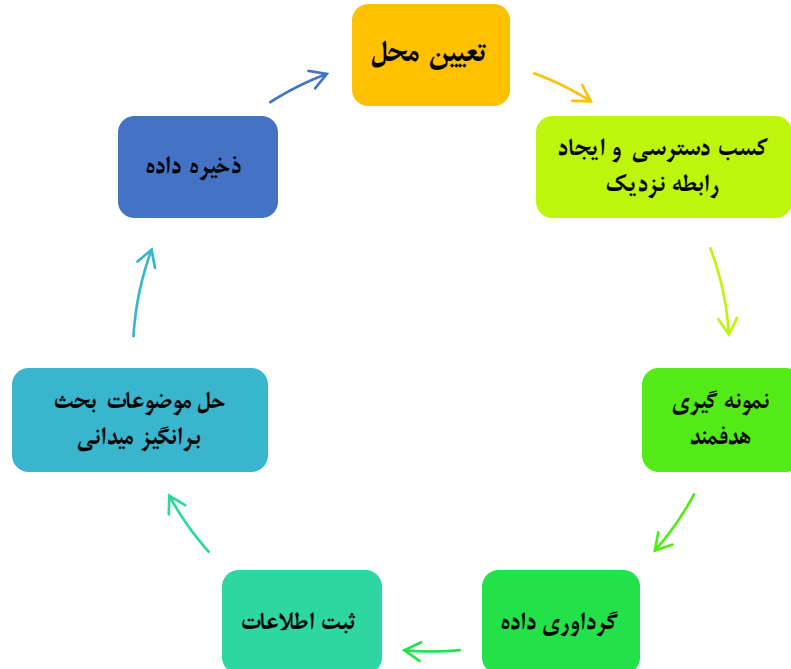 تعیین محل
کسب دسترسی و ایجاد
رابطه نزدیک
نمونه گیری
هدفمند
گرداوری داده
ثبت اطلاعات
حل موضوعات بحث
برانگیز میدانی
ذخیره داده